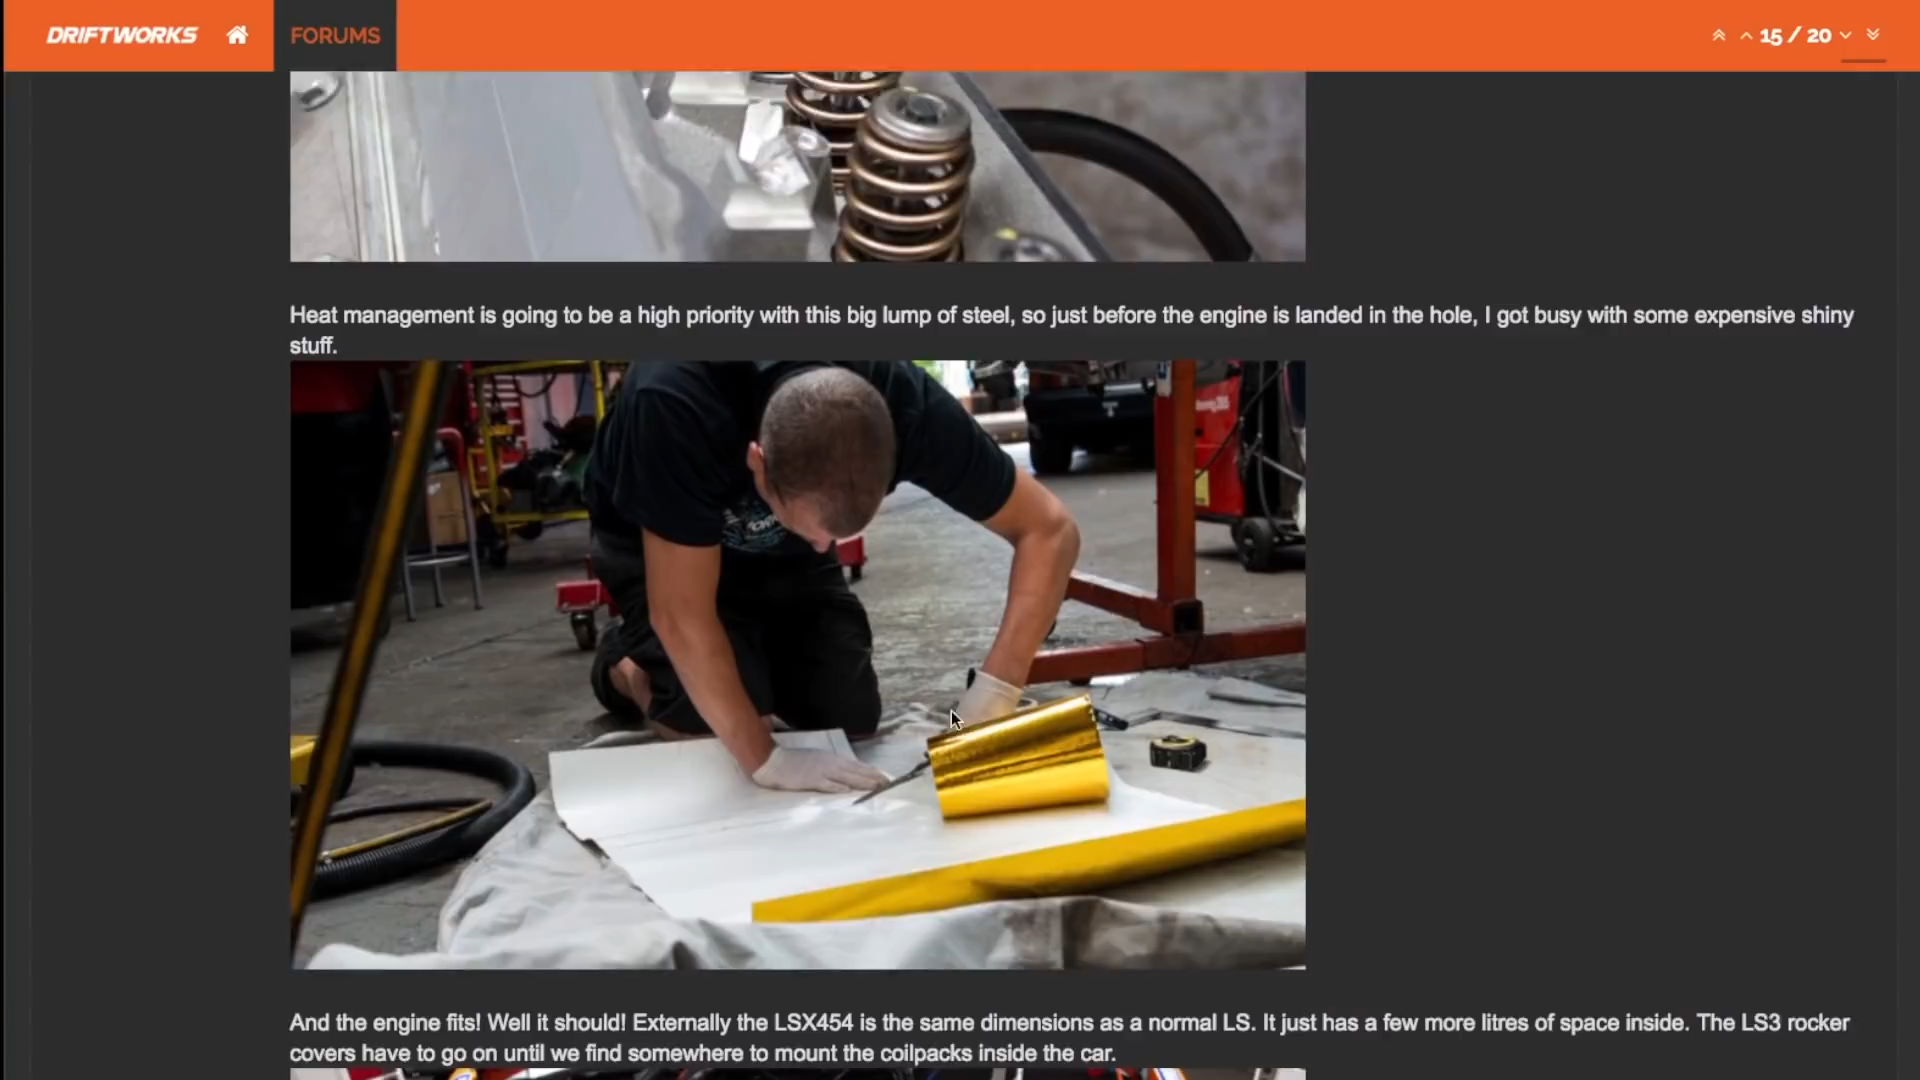 DRIFTWORKS FORUMS 15 / 20
Heat management is going to be a high priority with this big lump of steel, so just before the engine is landed in the hole, I got busy with some expensive shiny
stuff.
And the engine fits! Well it should! Externally the LSX454 is the same dimensions as a normal LS. It just has a few more litres of space inside. The LS3 rocker
covers have to go on until we find somewhere to mount the coilpacks inside the car.